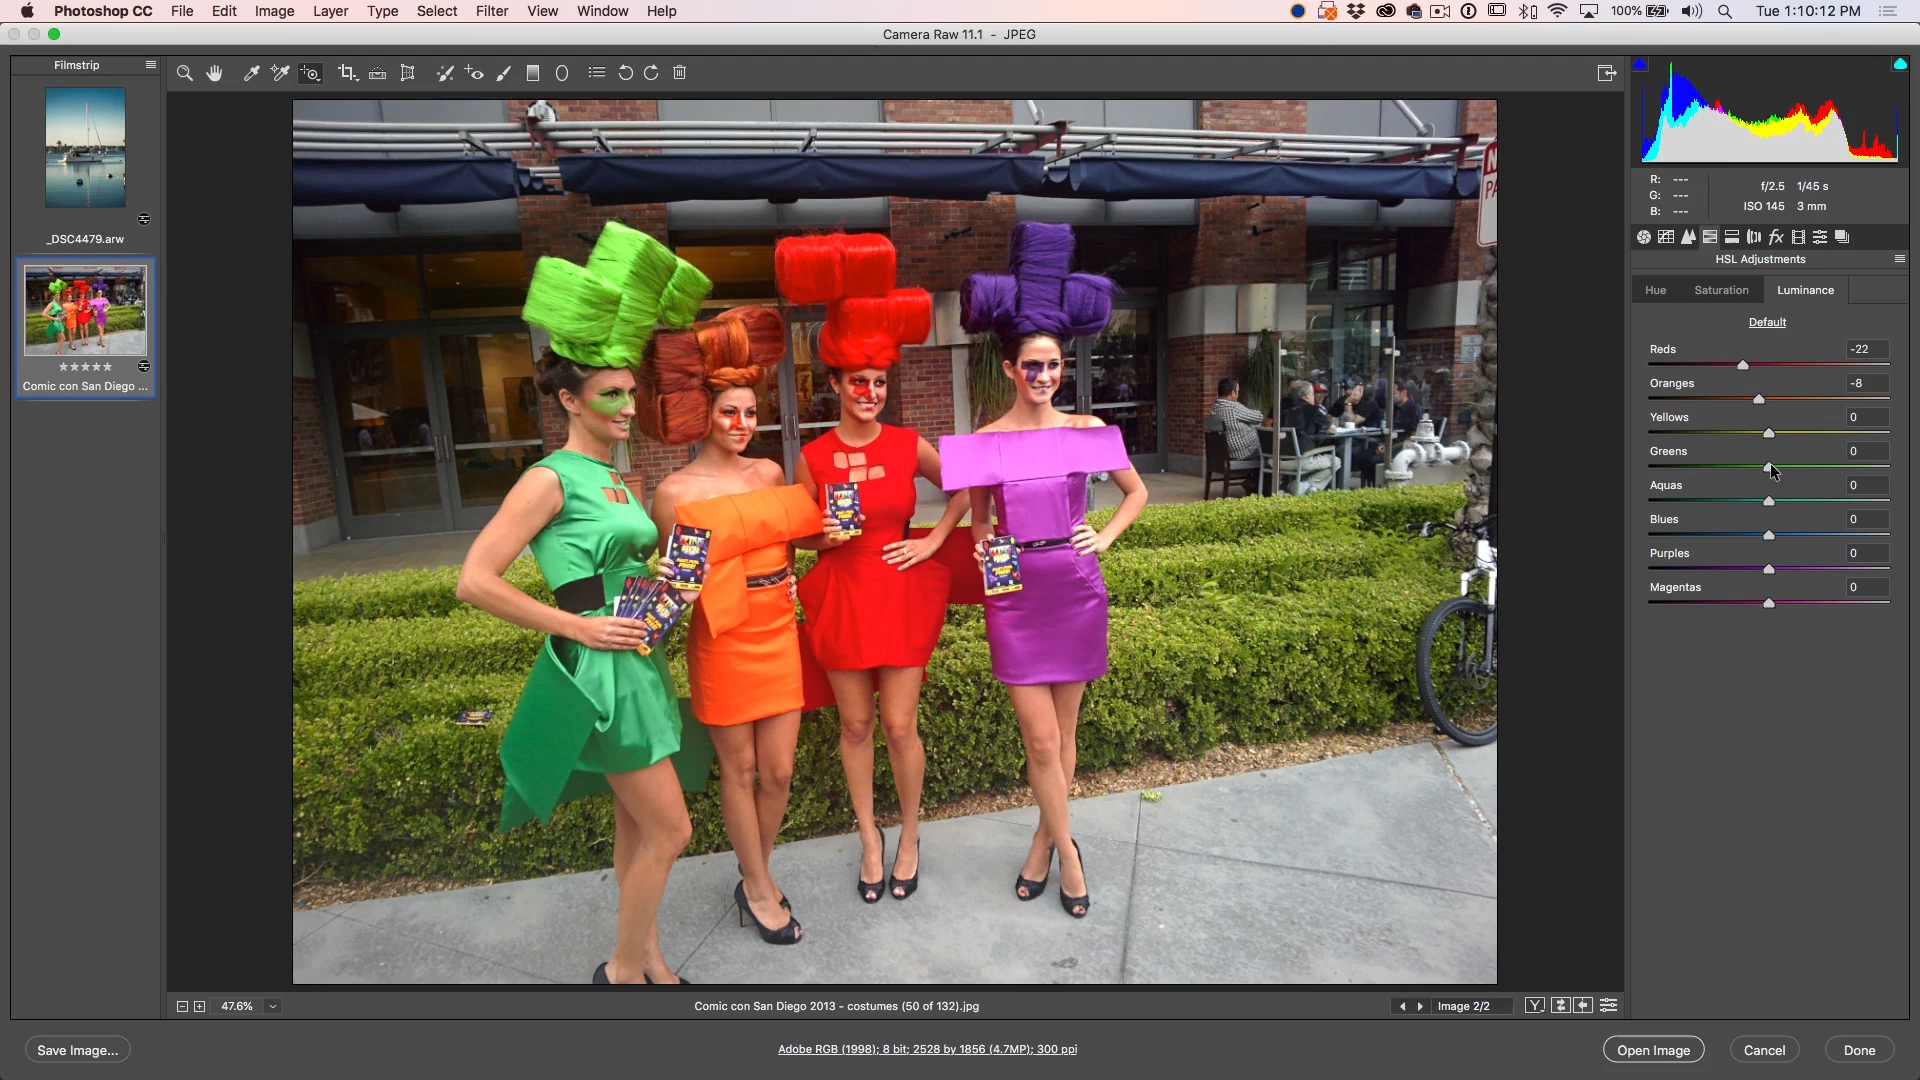 Photoshop CC File Edit Image Layer Type Select Filter View Window Help 100% Tue 1:10:12 PM
Camera Raw 11.1 - JPEG
Filmstrip
_DSC4479.arw
Comic con San Diego ...
R: ---
G: ---
B: ---
f/2.5 1/45 s
ISO 145 3 mm
HSL Adjustments
Hue Saturation Luminance
Default
Reds -22
Oranges -8
Yellows 0
Greens 0
Aquas 0
Blues 0
Purples 0
Magentas 0
47.6%
Comic con San Diego 2013 - costumes (50 of 132).jpg
Image 2/2
Y
Save Image...
Adobe RGB (1998); 8 bit; 2528 by 1856 (4.7MP); 300 ppi
Open Image Cancel Done